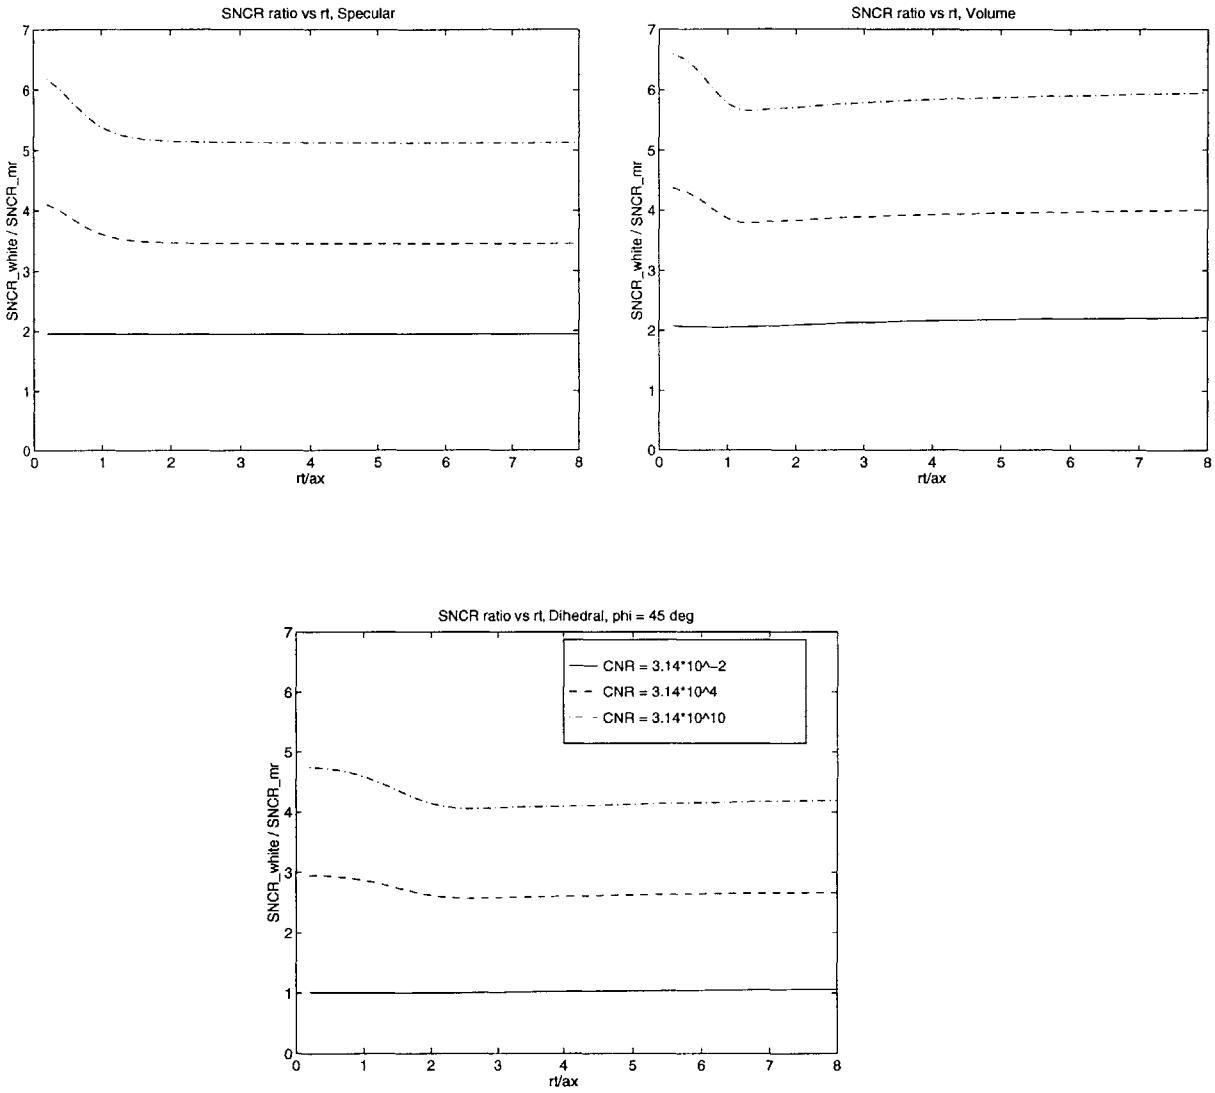 SNCR ratio vs rt, Specular
7
6
5
4
3
2
1
0
0 1 2 3 4 5 6 7 8
SNCR_white / SNCR_mr
rt/ax
SNCR ratio vs rt, Volume
7
6
5
4
3
2
1
0
0 1 2 3 4 5 6 7 8
SNCR_white / SNCR_mr
rt/ax
SNCR ratio vs rt, Dihedral, phi = 45 deg
CNR = 3.14*10^-2
CNR = 3.14*10^4
CNR = 3.14*10^10
7
6
5
4
3
2
1
0
0 1 2 3 4 5 6 7 8
SNCR_white / SNCR_mr
rt/ax